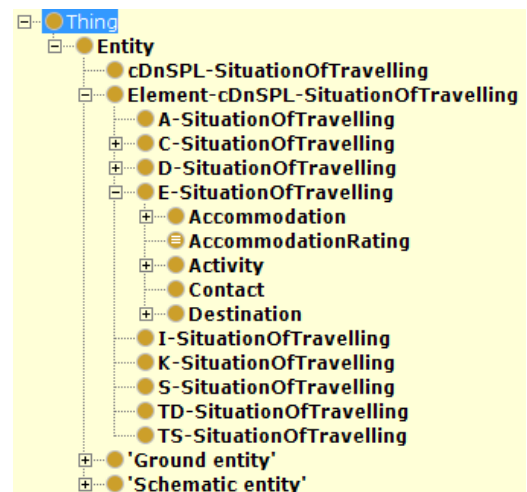 Thing
Entity
cDnSPL-SituationOfTravelling
Element-cDnSPL-SituationOfTravelling
A-SituationOfTravelling
C-SituationOfTravelling
D-SituationOfTravelling
E-SituationOfTravelling
Accommodation
AccommodationRating
Activity
Contact
Destination
I-SituationOfTravelling
K-SituationOfTravelling
S-SituationOfTravelling
TD-SituationOfTravelling
TS-SituationOfTravelling
'Ground entity'
'Schematic entity'